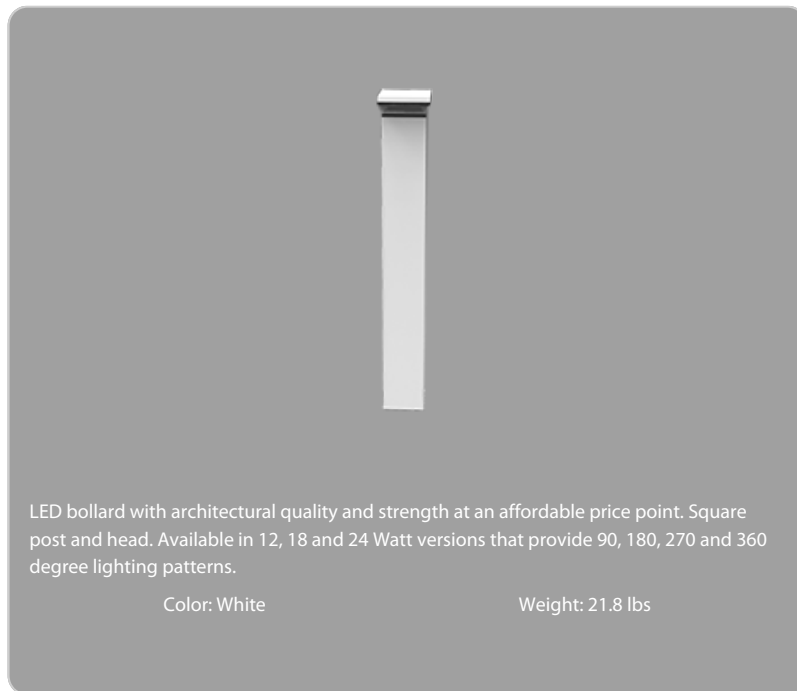 LED bollard with architectural quality and strength at an affordable price point. Square
post and head. Available in 12, 18 and 24 Watt versions that provide 90, 180, 270 and 360
degree lighting patterns.
Color: White
Weight: 21.8 lbs